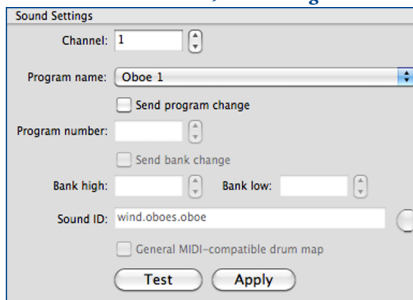 Sound Settings
Channel: 1
Program name: Oboe 1
Send program change
Program number:
Send bank change
Bank high: Bank low:
Sound ID: wind.oboes.oboe
General MIDI-compatible drum map
Test Apply